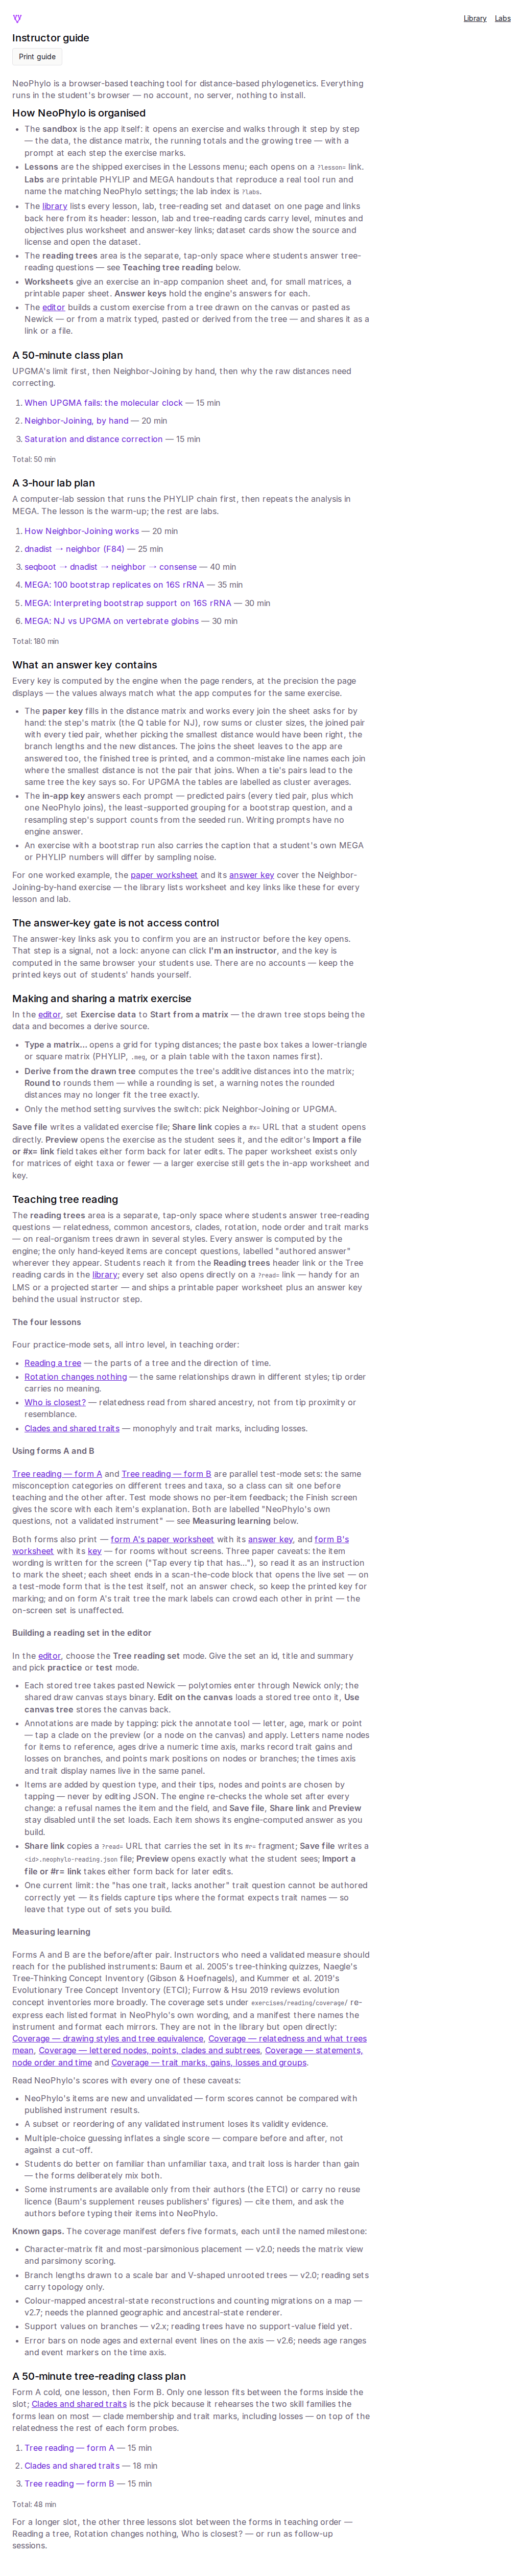 Library Labs
Instructor guide
Print guide
NeoPhylo is a browser-based teaching tool for distance-based phylogenetics. Everything
runs in the student's browser — no account, no server, nothing to install.
How NeoPhylo is organised
• The sandbox is the app itself: it opens an exercise and walks through it step by step
— the data, the distance matrix, the running totals and the growing tree — with a
prompt at each step the exercise marks.
• Lessons are the shipped exercises in the Lessons menu; each opens on a ?lesson= link.
Labs are printable PHYLIP and MEGA handouts that reproduce a real tool run and
name the matching NeoPhylo settings; the lab index is ?labs.
• The library lists every lesson, lab, tree-reading set and dataset on one page and links
back here from its header: lesson, lab and tree-reading cards carry level, minutes and
objectives plus worksheet and answer-key links; dataset cards show the source and
license and open the dataset.
• The reading trees area is the separate, tap-only space where students answer tree-
reading questions — see Teaching tree reading below.
• Worksheets give an exercise an in-app companion sheet and, for small matrices, a
printable paper sheet. Answer keys hold the engine's answers for each.
• The editor builds a custom exercise from a tree drawn on the canvas or pasted as
Newick — or from a matrix typed, pasted or derived from the tree — and shares it as a
link or a file.
A 50-minute class plan
UPGMA's limit first, then Neighbor-Joining by hand, then why the raw distances need
correcting.
1. When UPGMA fails: the molecular clock — 15 min
2. Neighbor-Joining, by hand — 20 min
3. Saturation and distance correction — 15 min
Total: 50 min
A 3-hour lab plan
A computer-lab session that runs the PHYLIP chain first, then repeats the analysis in
MEGA. The lesson is the warm-up; the rest are labs.
1. How Neighbor-Joining works — 20 min
2. dnadist → neighbor (F84) — 25 min
3. seqboot → dnadist → neighbor → consense — 40 min
4. MEGA: 100 bootstrap replicates on 16S rRNA — 35 min
5. MEGA: Interpreting bootstrap support on 16S rRNA — 30 min
6. MEGA: NJ vs UPGMA on vertebrate globins — 30 min
Total: 180 min
What an answer key contains
Every key is computed by the engine when the page renders, at the precision the page
displays — the values always match what the app computes for the same exercise.
• The paper key fills in the distance matrix and works every join the sheet asks for by
hand: the step's matrix (the Q table for NJ), row sums or cluster sizes, the joined pair
with every tied pair, whether picking the smallest distance would have been right, the
branch lengths and the new distances. The joins the sheet leaves to the app are
answered too, the finished tree is printed, and a common-mistake line names each join
where the smallest distance is not the pair that joins. When a tie's pairs lead to the
same tree the key says so. For UPGMA the tables are labelled as cluster averages.
• The in-app key answers each prompt — predicted pairs (every tied pair, plus which
one NeoPhylo joins), the least-supported grouping for a bootstrap question, and a
resampling step's support counts from the seeded run. Writing prompts have no
engine answer.
• An exercise with a bootstrap run also carries the caption that a student's own MEGA
or PHYLIP numbers will differ by sampling noise.
For one worked example, the paper worksheet and its answer key cover the Neighbor-
Joining-by-hand exercise — the library lists worksheet and key links like these for every
lesson and lab.
The answer-key gate is not access control
The answer-key links ask you to confirm you are an instructor before the key opens.
That step is a signal, not a lock: anyone can click I'm an instructor, and the key is
computed in the same browser your students use. There are no accounts — keep the
printed keys out of students' hands yourself.
Making and sharing a matrix exercise
In the editor, set Exercise data to Start from a matrix — the drawn tree stops being the
data and becomes a derive source.
• Type a matrix... opens a grid for typing distances; the paste box takes a lower-triangle
or square matrix (PHYLIP, .meg, or a plain table with the taxon names first).
• Derive from the drawn tree computes the tree's additive distances into the matrix;
Round to rounds them — while a rounding is set, a warning notes the rounded
distances may no longer fit the tree exactly.
• Only the method setting survives the switch: pick Neighbor-Joining or UPGMA.
Save file writes a validated exercise file; Share link copies a #x= URL that a student opens
directly. Preview opens the exercise as the student sees it, and the editor's Import a file
or #x= link field takes either form back for later edits. The paper worksheet exists only
for matrices of eight taxa or fewer — a larger exercise still gets the in-app worksheet and
key.
Teaching tree reading
The reading trees area is a separate, tap-only space where students answer tree-reading
questions — relatedness, common ancestors, clades, rotation, node order and trait marks
— on real-organism trees drawn in several styles. Every answer is computed by the
engine; the only hand-keyed items are concept questions, labelled "authored answer"
wherever they appear. Students reach it from the Reading trees header link or the Tree
reading cards in the library; every set also opens directly on a ?read= link — handy for an
LMS or a projected starter — and ships a printable paper worksheet plus an answer key
behind the usual instructor step.
The four lessons
Four practice-mode sets, all intro level, in teaching order:
• Reading a tree — the parts of a tree and the direction of time.
• Rotation changes nothing — the same relationships drawn in different styles; tip order
carries no meaning.
• Who is closest? — relatedness read from shared ancestry, not from tip proximity or
resemblance.
• Clades and shared traits — monophyly and trait marks, including losses.
Using forms A and B
Tree reading — form A and Tree reading — form B are parallel test-mode sets: the same
misconception categories on different trees and taxa, so a class can sit one before
teaching and the other after. Test mode shows no per-item feedback; the Finish screen
gives the score with each item's explanation. Both are labelled "NeoPhylo's own
questions, not a validated instrument" — see Measuring learning below.
Both forms also print — form A's paper worksheet with its answer key, and form B's
worksheet with its key — for rooms without screens. Three paper caveats: the item
wording is written for the screen ("Tap every tip that has..."), so read it as an instruction
to mark the sheet; each sheet ends in a scan-the-code block that opens the live set — on
a test-mode form that is the test itself, not an answer check, so keep the printed key for
marking; and on form A's trait tree the mark labels can crowd each other in print — the
on-screen set is unaffected.
Building a reading set in the editor
In the editor, choose the Tree reading set mode. Give the set an id, title and summary
and pick practice or test mode.
• Each stored tree takes pasted Newick — polytomies enter through Newick only; the
shared draw canvas stays binary. Edit on the canvas loads a stored tree onto it, Use
canvas tree stores the canvas back.
• Annotations are made by tapping: pick the annotate tool — letter, age, mark or point
— tap a clade on the preview (or a node on the canvas) and apply. Letters name nodes
for items to reference, ages drive a numeric time axis, marks record trait gains and
losses on branches, and points mark positions on nodes or branches; the times axis
and trait display names live in the same panel.
• Items are added by question type, and their tips, nodes and points are chosen by
tapping — never by editing JSON. The engine re-checks the whole set after every
change: a refusal names the item and the field, and Save file, Share link and Preview
stay disabled until the set loads. Each item shows its engine-computed answer as you
build.
• Share link copies a ?read= URL that carries the set in its #r= fragment; Save file writes a
<id>.neophylo-reading.json file; Preview opens exactly what the student sees; Import a
file or #r= link takes either form back for later edits.
• One current limit: the "has one trait, lacks another" trait question cannot be authored
correctly yet — its fields capture tips where the format expects trait names — so
leave that type out of sets you build.
Measuring learning
Forms A and B are the before/after pair. Instructors who need a validated measure should
reach for the published instruments: Baum et al. 2005's tree-thinking quizzes, Naegle's
Tree-Thinking Concept Inventory (Gibson & Hoefnagels), and Kummer et al. 2019's
Evolutionary Tree Concept Inventory (ETCI); Furrow & Hsu 2019 reviews evolution
concept inventories more broadly. The coverage sets under exercises/reading/coverage/ re-
express each listed format in NeoPhylo's own wording, and a manifest there names the
instrument and format each mirrors. They are not in the library but open directly:
Coverage — drawing styles and tree equivalence, Coverage — relatedness and what trees
mean, Coverage — lettered nodes, points, clades and subtrees, Coverage — statements,
node order and time and Coverage — trait marks, gains, losses and groups.
Read NeoPhylo's scores with every one of these caveats:
• NeoPhylo's items are new and unvalidated — form scores cannot be compared with
published instrument results.
• A subset or reordering of any validated instrument loses its validity evidence.
• Multiple-choice guessing inflates a single score — compare before and after, not
against a cut-off.
• Students do better on familiar than unfamiliar taxa, and trait loss is harder than gain
— the forms deliberately mix both.
• Some instruments are available only from their authors (the ETCI) or carry no reuse
licence (Baum's supplement reuses publishers' figures) — cite them, and ask the
authors before typing their items into NeoPhylo.
Known gaps. The coverage manifest defines five formats, each until the named milestone:
• Character-matrix fit and most-parsimonious placement — v2.0; needs the matrix view
and parsimony scoring.
• Branch lengths drawn to a scale bar and V-shaped unrooted trees — v2.0; reading sets
carry topology only.
• Colour-mapped ancestral-state reconstructions and counting migrations on a map —
v2.7; needs the planned geographic and ancestral-state renderer.
• Support values on branches — v2.x; reading trees have no support-value field yet.
• Error bars on node ages and external event lines on the axis — v2.6; needs age ranges
and event markers on the time axis.
A 50-minute tree-reading class plan
Form A cold, one lesson, then Form B. Only one lesson fits between the forms inside the
slot; Clades and shared traits is the pick because it rehearses the two skill families the
forms lean on most — clade membership and trait marks, including losses — on top of the
relatedness the rest of each form probes.
1. Tree reading — form A — 15 min
2. Clades and shared traits — 18 min
3. Tree reading — form B — 15 min
Total: 48 min
For a longer slot, the other three lessons slot between the forms in teaching order —
Reading a tree, Rotation changes nothing, Who is closest? — or run as follow-up
sessions.